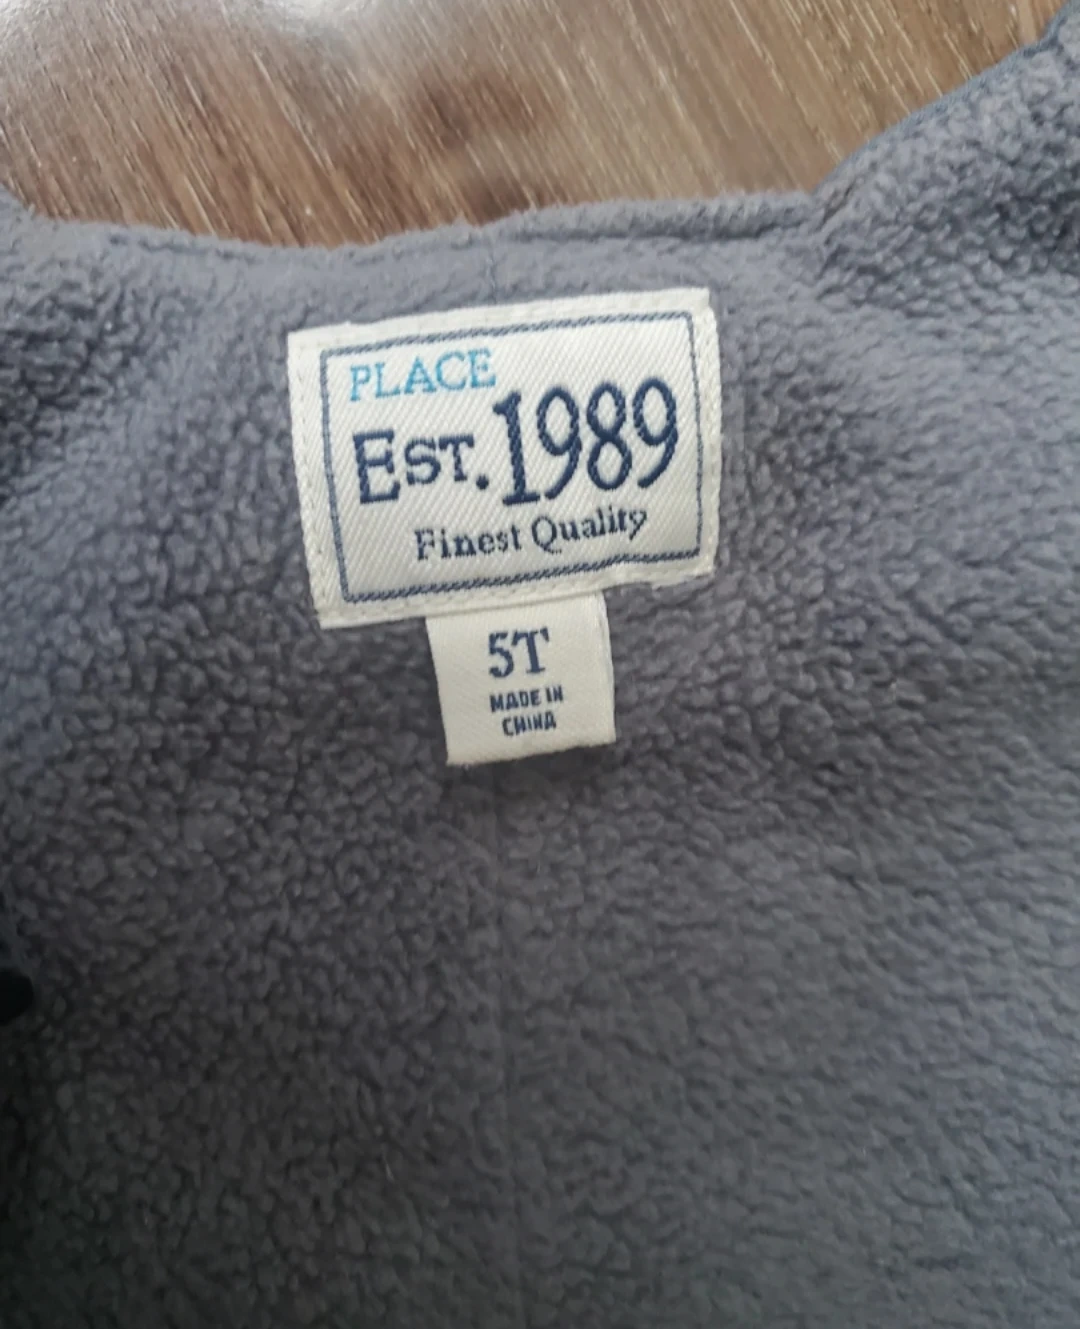 PLACE
EST.1989
Finest Quality
5T
MADE IN
CHINA